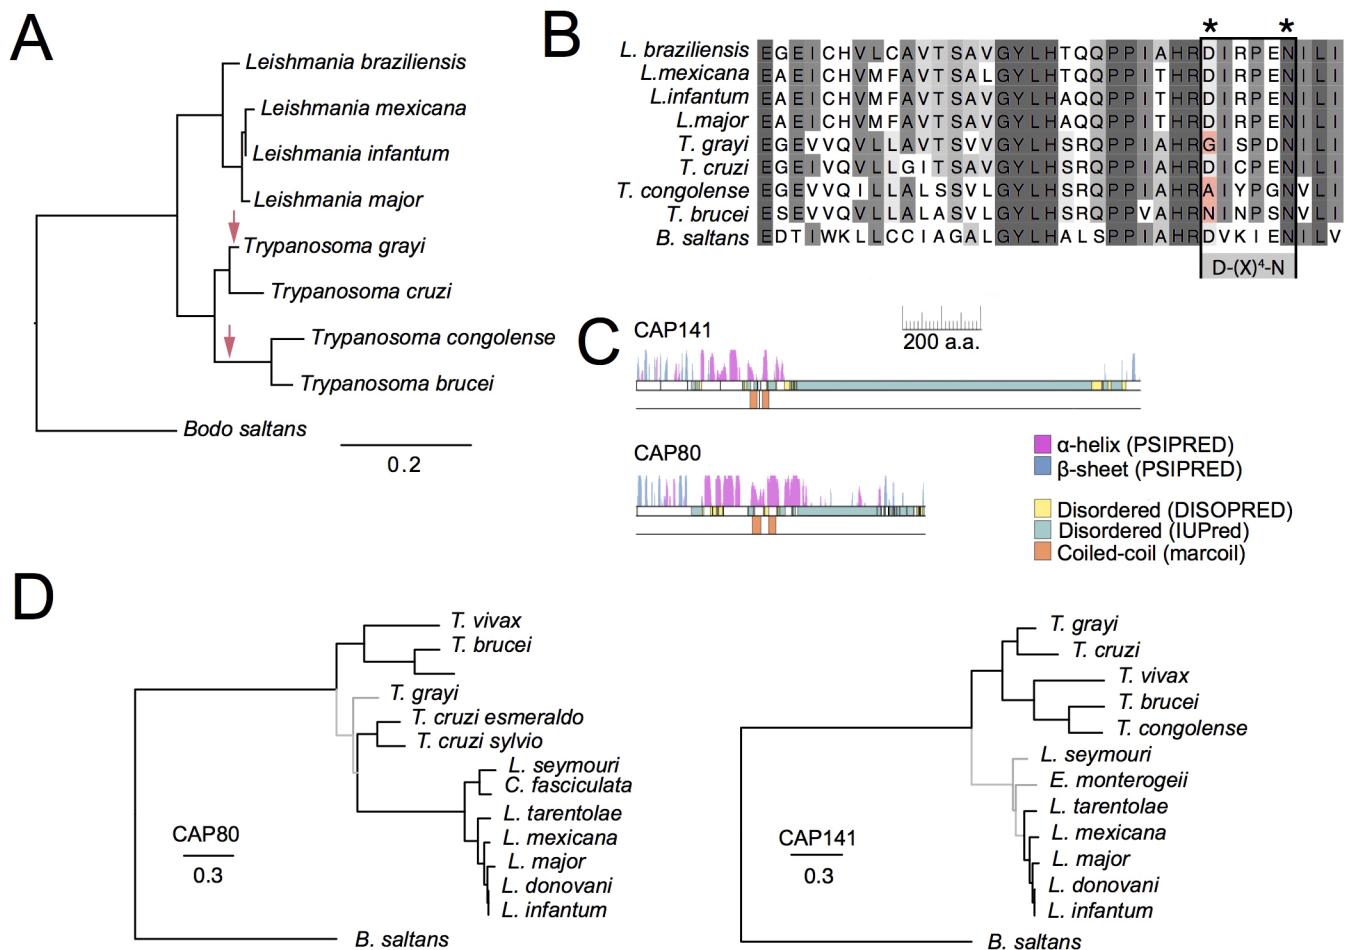 A
Leishmania braziliensis
Leishmania mexicana
Leishmania infantum
Leishmania major
Trypanosoma grayi
Trypanosoma cruzi
Trypanosoma congolense
Trypanosoma brucei
Bodo saltans
0.2
B
* *
L. braziliensis EGEICHVLCAVTSAVGYLHTQQPPIAHRDIRPENILI
L.mexicana EAEICHVMFAVTSALGYLHTQQPPITHRDIRPENILI
L.infantum EAEICHVMFAVTSAVGYLHAQQPPITHRDIRPENILI
L.major EAEICHVMFAVTSAVGYLHAQQPPITHRDIRPENILI
T. grayi EGEVVQVLLAVTSVVGYLHSRQPPIAHRGISPDNILI
T. cruzi EGEVVQVLLGITSAVGYLHSRQPPIAHRDICPENILI
T. congolense EGEVVQILLALSSVLGYLHSRQPPIAHRAIYPGNVLI
T. brucei ESEVVQVLLALASVLGYLHSRQPPVAHRNINPSNVLI
B. saltans EDTIWKLLCCIAGALGYLHALSPPIAHRDVKIENILV
D-(X)⁴-N
C
CAP141
200 a.a.
CAP80
α-helix (PSIPRED)
β-sheet (PSIPRED)
Disordered (DISOPRED)
Disordered (IUPred)
Coiled-coil (marcoil)
D
T. vivax
T. brucei
T. grayi
T. cruzi esmeraldo
T. cruzi sylvio
L. seymouri
C. fasciculata
L. tarentolae
L. mexicana
L. major
L. donovani
L. infantum
B. saltans
CAP80
0.3
T. grayi
T. cruzi
T. vivax
T. brucei
T. congolense
L. seymouri
E. monterogeii
L. tarentolae
L. mexicana
L. major
L. donovani
L. infantum
B. saltans
CAP141
0.3